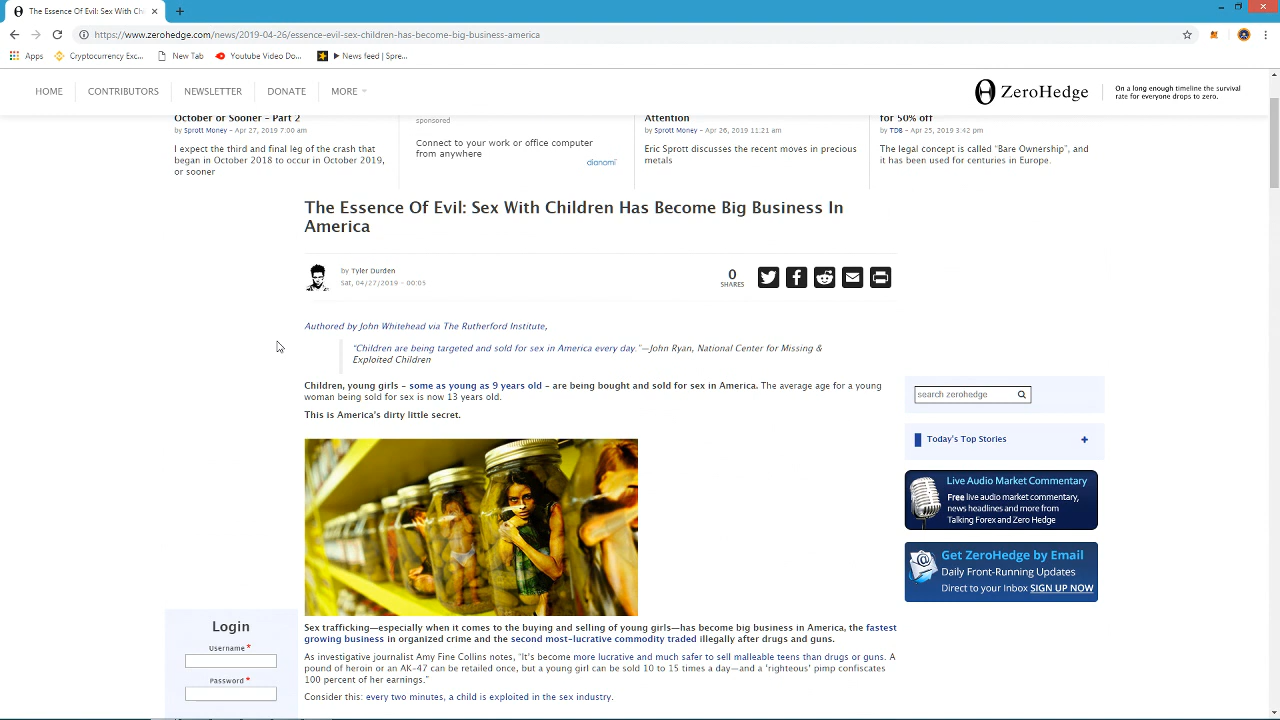 The Essence Of Evil: Sex With Chi
https://www.zerohedge.com/news/2019-04-26/essence-evil-sex-children-has-become-big-business-america
Apps
Cryptocurrency Exc...
New Tab
Youtube Video Do...
News feed | Spre...
HOME
CONTRIBUTORS
NEWSLETTER
DONATE
MORE
ZeroHedge
On a long enough timeline the survival
rate for everyone drops to zero.
October or Sooner - Part 2
by Sprott Money - Apr 27, 2019 7.00 am
I expect the third and final leg of the crash that
began in October 2018 to occur in October 2019,
or sooner
sponsored
Connect to your work or office computer
from anywhere
dianomi
Attention
by Sprott Money - Apr 26, 2019 11.21 am
Eric Sprott discusses the recent moves in precious
metals
for 50% off
by TDB - Apr 25, 2019 3.42 pm
The legal concept is called "Bare Ownership", and
it has been used for centuries in Europe.
The Essence Of Evil: Sex With Children Has Become Big Business In
America
by Tyler Durden
Sat, 04/27/2019 - 00:05
0
SHARES
Authored by John Whitehead via The Rutherford Institute,
"Children are being targeted and sold for sex in America every day."—John Ryan, National Center for Missing &
Exploited Children
Children, young girls – some as young as 9 years old – are being bought and sold for sex in America. The average age for a young
woman being sold for sex is now 13 years old.
This is America's dirty little secret.
Sex trafficking—especially when it comes to the buying and selling of young girls—has become big business in America, the fastest
growing business in organized crime and the second most-lucrative commodity traded illegally after drugs and guns.
As investigative journalist Amy Fine Collins notes, "It's become more lucrative and much safer to sell malleable teens than drugs or guns. A
pound of heroin or an AK-47 can be retailed once, but a young girl can be sold 10 to 15 times a day—and a 'righteous' pimp confiscates
100 percent of her earnings."
Consider this: every two minutes, a child is exploited in the sex industry.
search zerohedge
Today's Top Stories
+
Live Audio Market Commentary
Free live audio market commentary,
news headlines and more from
Talking Forex and Zero Hedge
Get ZeroHedge by Email
Daily Front-Running Updates
Direct to your Inbox SIGN UP NOW
Login
Username*
Password*